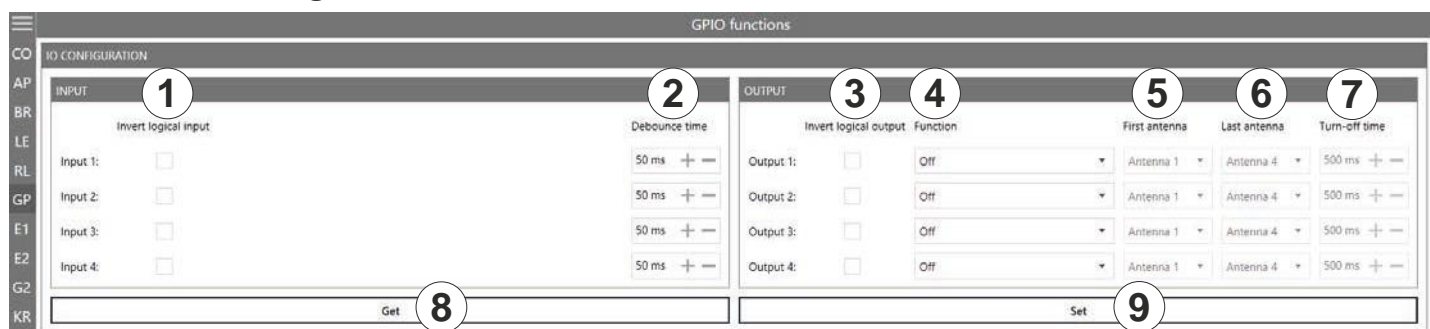 GPIO functions
CO IO CONFIGURATION
AP INPUT 1 2 OUTPUT 3 4 5 6 7
BR
Invert logical input Debounce time Invert logical output Function First antenna Last antenna Turn-off time
LE
Input 1: 50 ms Output 1: Off Antenna 1 Antenna 4 500 ms
RL
GP Input 2: 50 ms Output 2: Off Antenna 1 Antenna 4 500 ms
E1 Input 3: 50 ms Output 3: Off Antenna 1 Antenna 4 500 ms
E2 Input 4: 50 ms Output 4: Off Antenna 1 Antenna 4 500 ms
G2
KR Get 8 Set 9